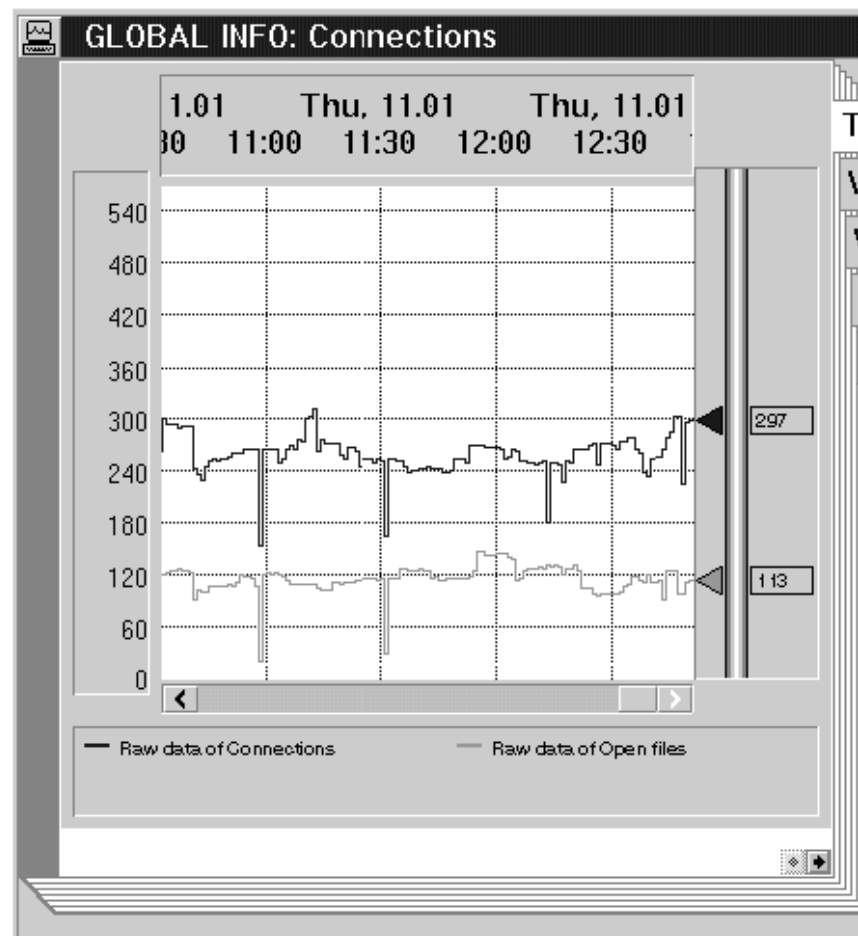 GLOBAL INFO: Connections
1.01 Thu, 11.01 Thu, 11.01
30 11:00 11:30 12:00 12:30
T
540
480
420
360
300
297
240
180
120
113
60
0
Raw data of Connections Raw data of Open files